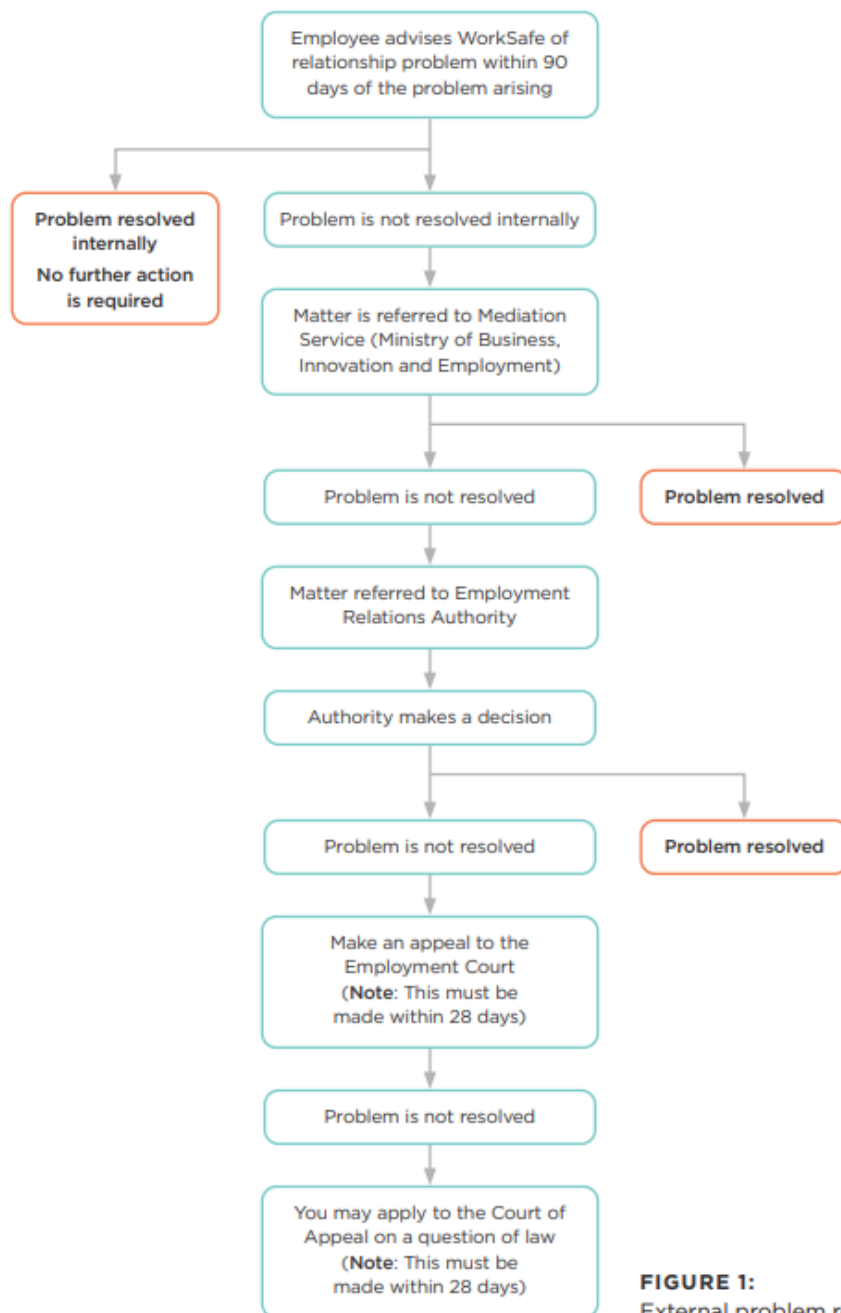 Employee advises WorkSafe of
relationship problem within 90
days of the problem arising
Problem resolved
internally
No further action
is required
Problem is not resolved internally
Matter is referred to Mediation
Service (Ministry of Business,
Innovation and Employment)
Problem is not resolved
Problem resolved
Matter referred to Employment
Relations Authority
Authority makes a decision
Problem is not resolved
Problem resolved
Make an appeal to the
Employment Court
(Note: This must be
made within 28 days)
Problem is not resolved
You may apply to the Court of
Appeal on a question of law
(Note: This must be
made within 28 days)
FIGURE 1:
External problem